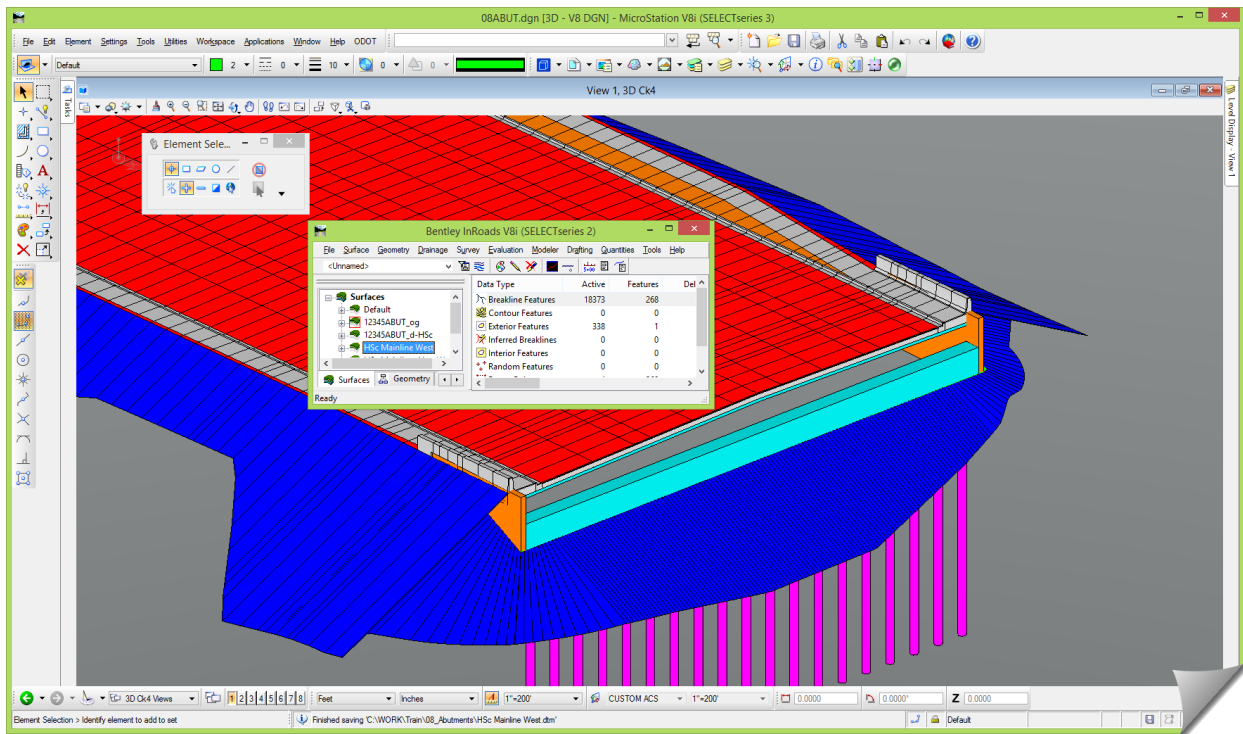 08ABUT.dgn [3D - V8 DGN] - MicroStation V8i (SELECTseries 3)
File Edit Element Settings Tools Utilities Workspace Applications Window Help ODOT
Default 2 0 10 0 0
View 1, 3D Ck4
Tasks
Level Display - View 1
Element Sele...
Bentley InRoads V8i (SELECTseries 2)
File Surface Geometry Drainage Survey Evaluation Modeler Drafting Quantities Tools Help
<Unnamed>
Data Type Active Features Del
Surfaces
Default
12345ABUT_og
12345ABUT_d-HSc
HSc Mainline West
Breakline Features 18373 268
Contour Features 0 0
Exterior Features 338 1
Inferred Breaklines 0 0
Interior Features 0 0
Random Features 0 0
Surfaces Geometry
Ready
3D Ck4 Views 1 2 3 4 5 6 7 8 Feet Inches 1"=200' CUSTOM ACS 1"=200' 0.0000 0.0000° Z 0.0000
Element Selection > Identify element to add to set Finished saving 'C:\WORK\Train\08_Abutments\HSc Mainline West.dtm' Default